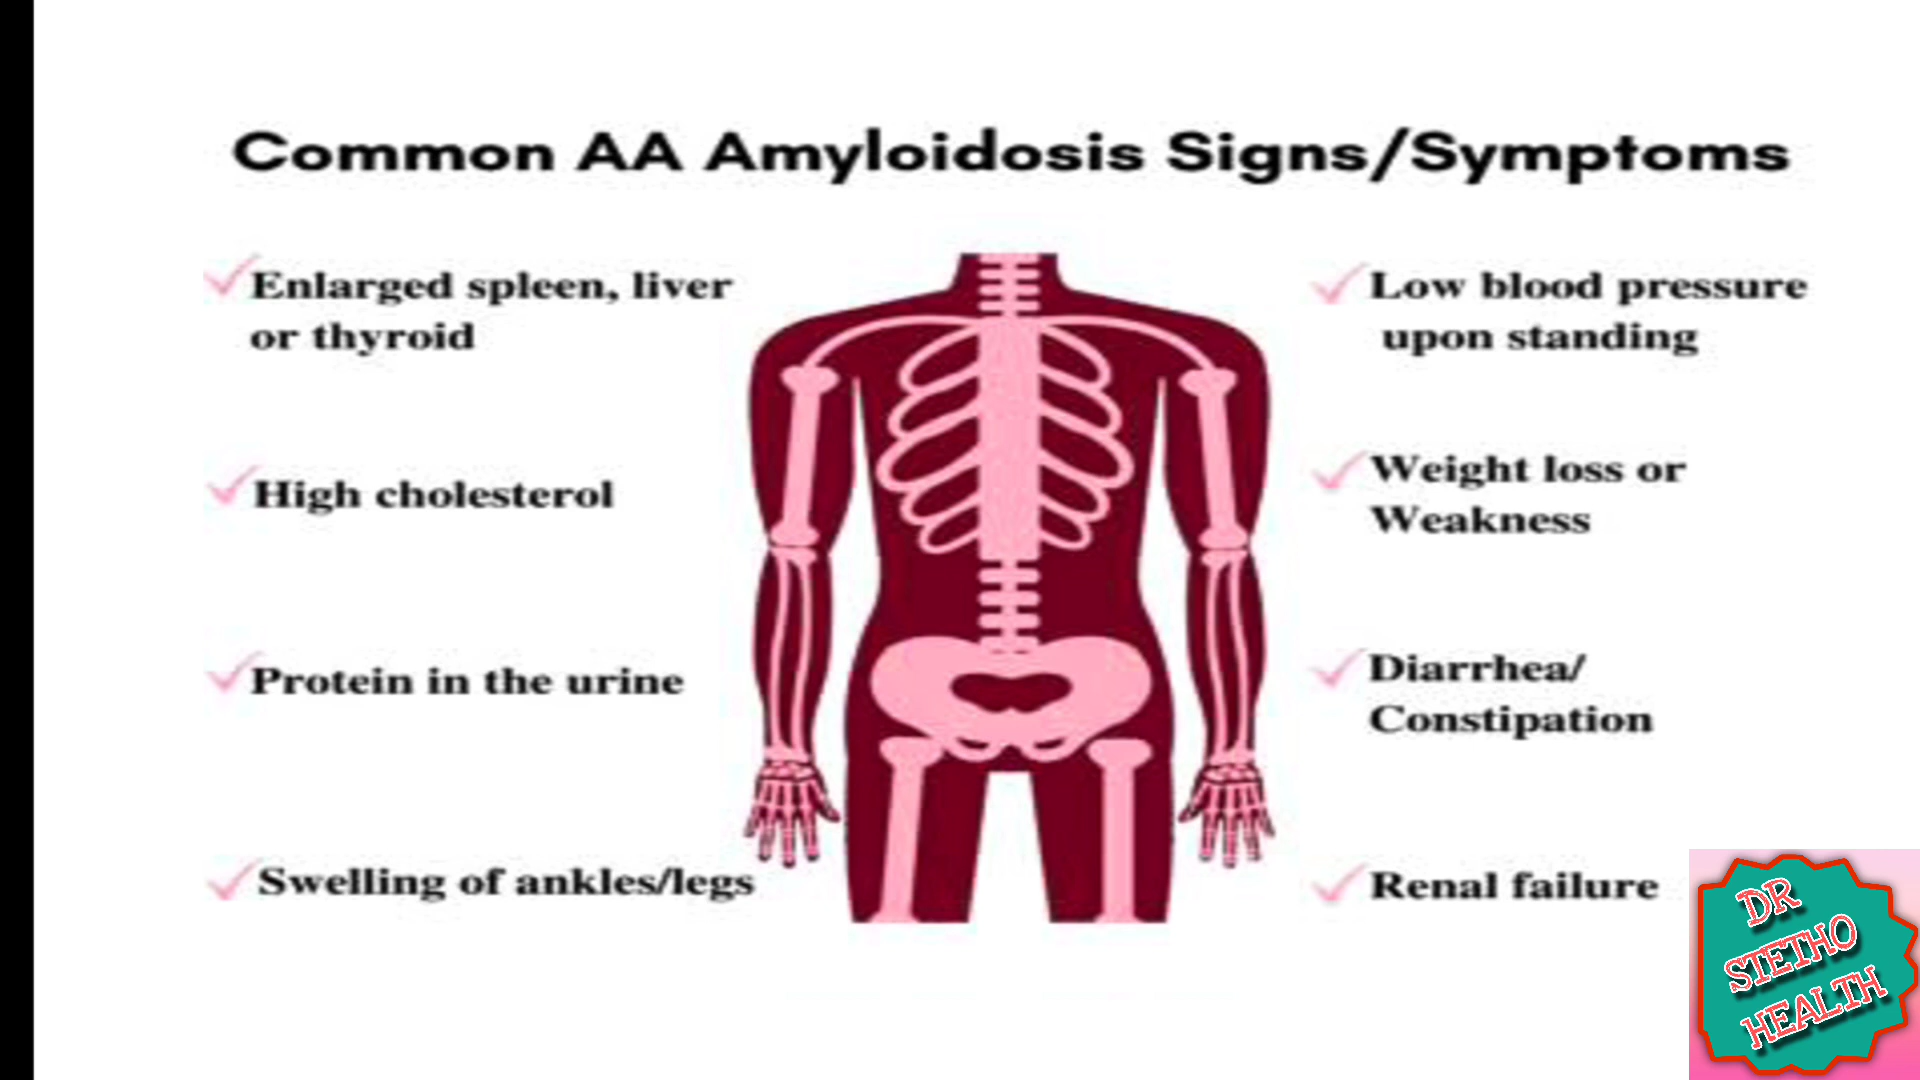 Common AA Amyloidosis Signs/Symptoms
Enlarged spleen, liver
or thyroid
High cholesterol
Protein in the urine
Swelling of ankles/legs
Low blood pressure
upon standing
Weight loss or
Weakness
Diarrhea/
Constipation
Renal failure
DR
STETHO
HEALTH